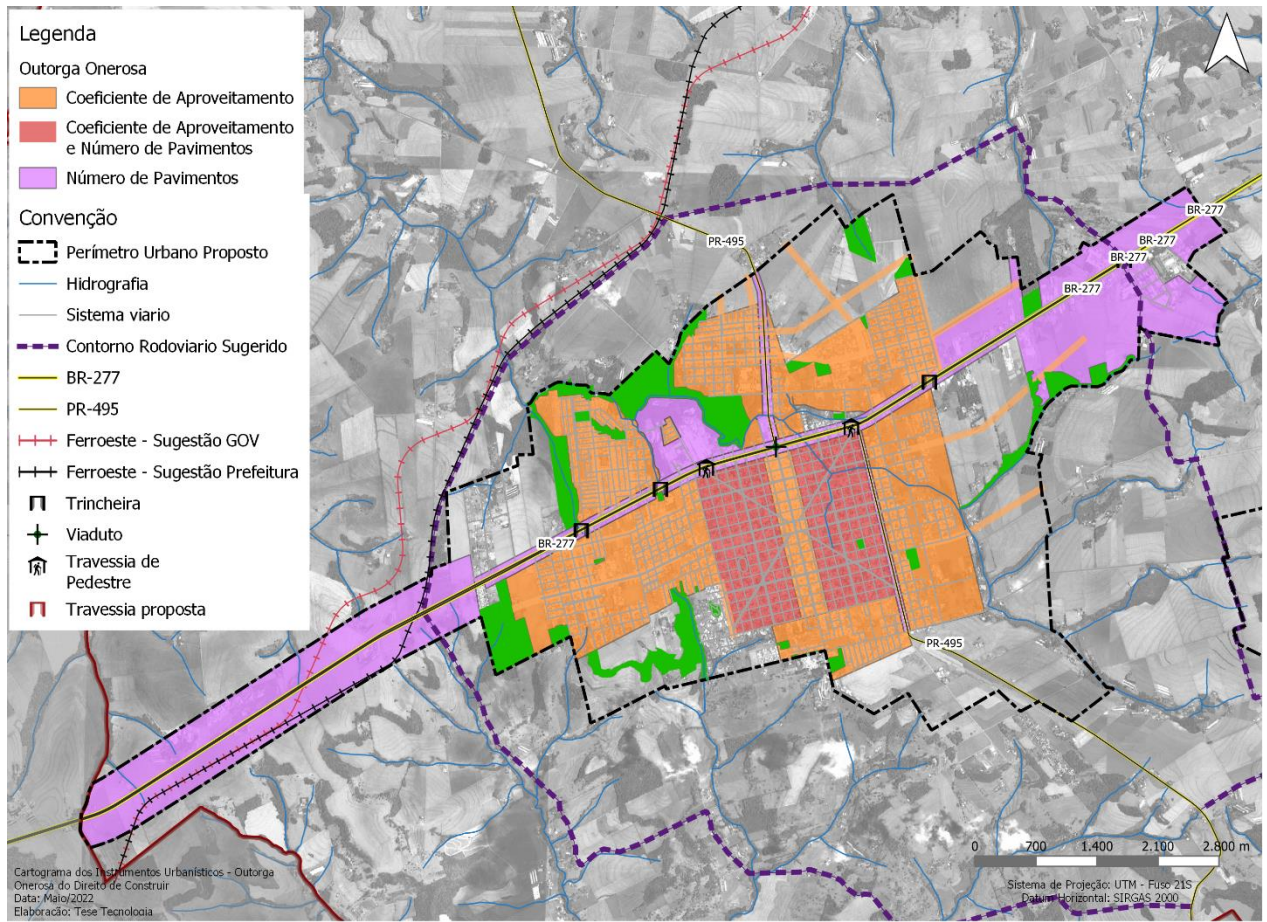 Legenda
Outorga Onerosa
Coeficiente de Aproveitamento
Coeficiente de Aproveitamento
e Número de Pavimentos
Número de Pavimentos
Convenção
Perímetro Urbano Proposto
Hidrografia
Sistema viario
Contorno Rodoviario Sugerido
BR-277
PR-495
Ferroeste - Sugestão GOV
Ferroeste - Sugestão Prefeitura
Trincheira
Viaduto
Travessia de
Pedestre
Travessia proposta
BR-277
BR-277
BR-277
BR-277
PR-495
BR-277
PR-495
0 700 1.400 2.100 2.800 m
Sistema de Projeção: UTM - Fuso 21S
Datum Horizontal: SIRGAS 2000
Cartograma dos Instrumentos Urbanísticos - Outorga
Onerosa do Direito de Construir
Data: Maio/2022
Elaboração: Tese Tecnologia